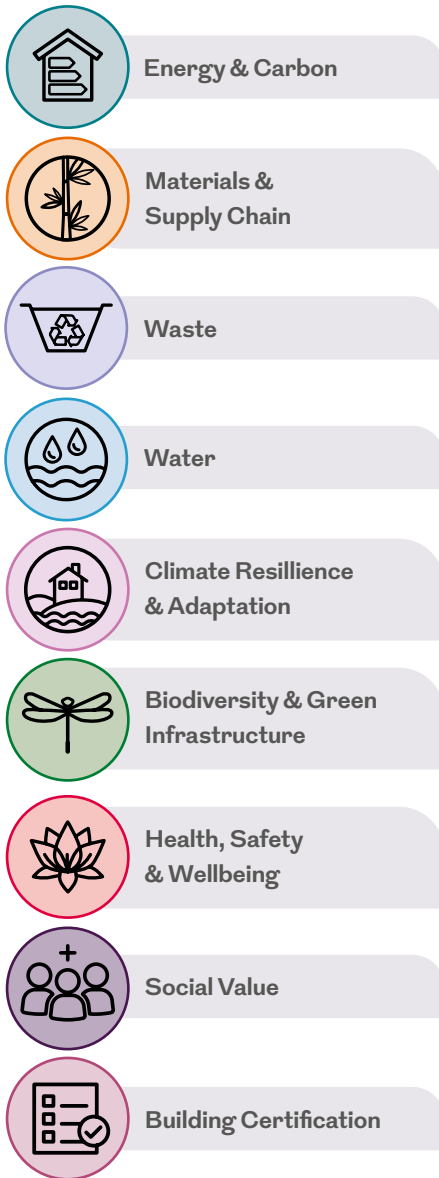 Energy & Carbon
Materials &
Supply Chain
Waste
Water
Climate Resillience
& Adaptation
Biodiversity & Green
Infrastructure
Health, Safety
& Wellbeing
Social Value
Building Certification